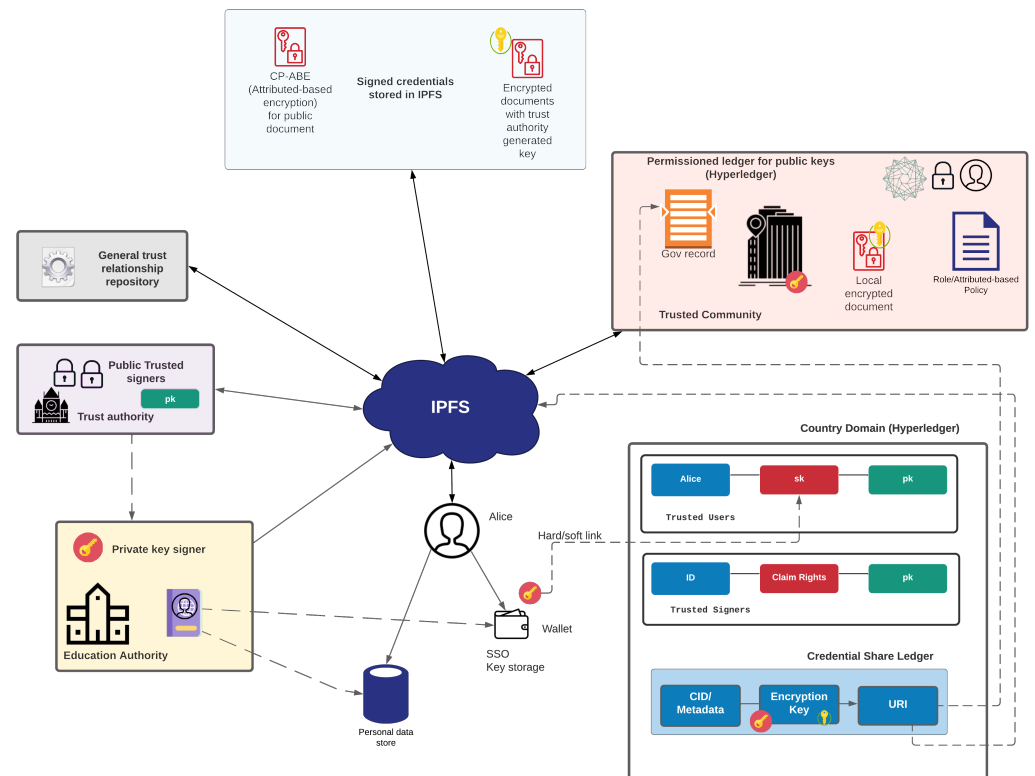 CP-ABE
(Attributed-based
encryption)
for public
document
Signed credentials
stored in IPFS
Encrypted
documents
with trust
authority
generated
key
Permissioned ledger for public keys
(Hyperledger)
Gov record
Local
encrypted
document
Role/Attributed-based
Policy
Trusted Community
General trust
relationship
repository
Public Trusted
signers
pk
Trust authority
IPFS
Private key signer
Education Authority
Alice
Hard/soft link
Wallet
SSO
Key storage
Personal data
store
Country Domain (Hyperledger)
Alice
sk
pk
Trusted Users
ID
Claim Rights
pk
Trusted Signers
Credential Share Ledger
CID/
Metadata
Encryption
Key
URI